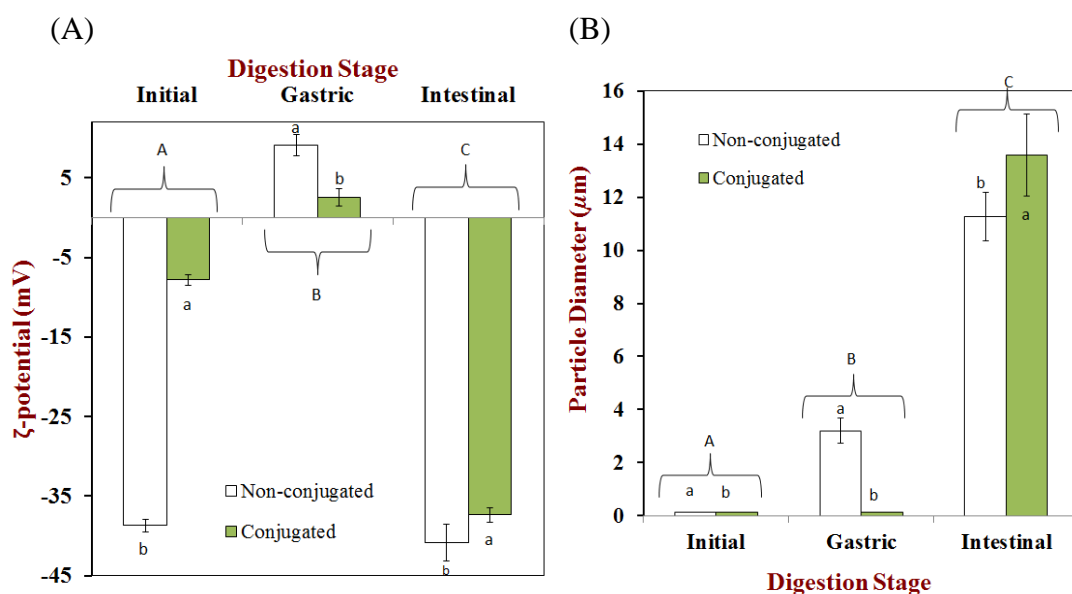 (A)
Digestion Stage
Initial Gastric Intestinal
ζ-potential (mV)
5
-5
-15
-25
-35
-45
A
a
b
C
B
a
b
a
b
Non-conjugated
Conjugated
(B)
Particle Diameter (μm)
16
14
12
10
8
6
4
2
0
Non-conjugated
Conjugated
C
b
a
B
a
b
A
a b
Initial Gastric Intestinal
Digestion Stage